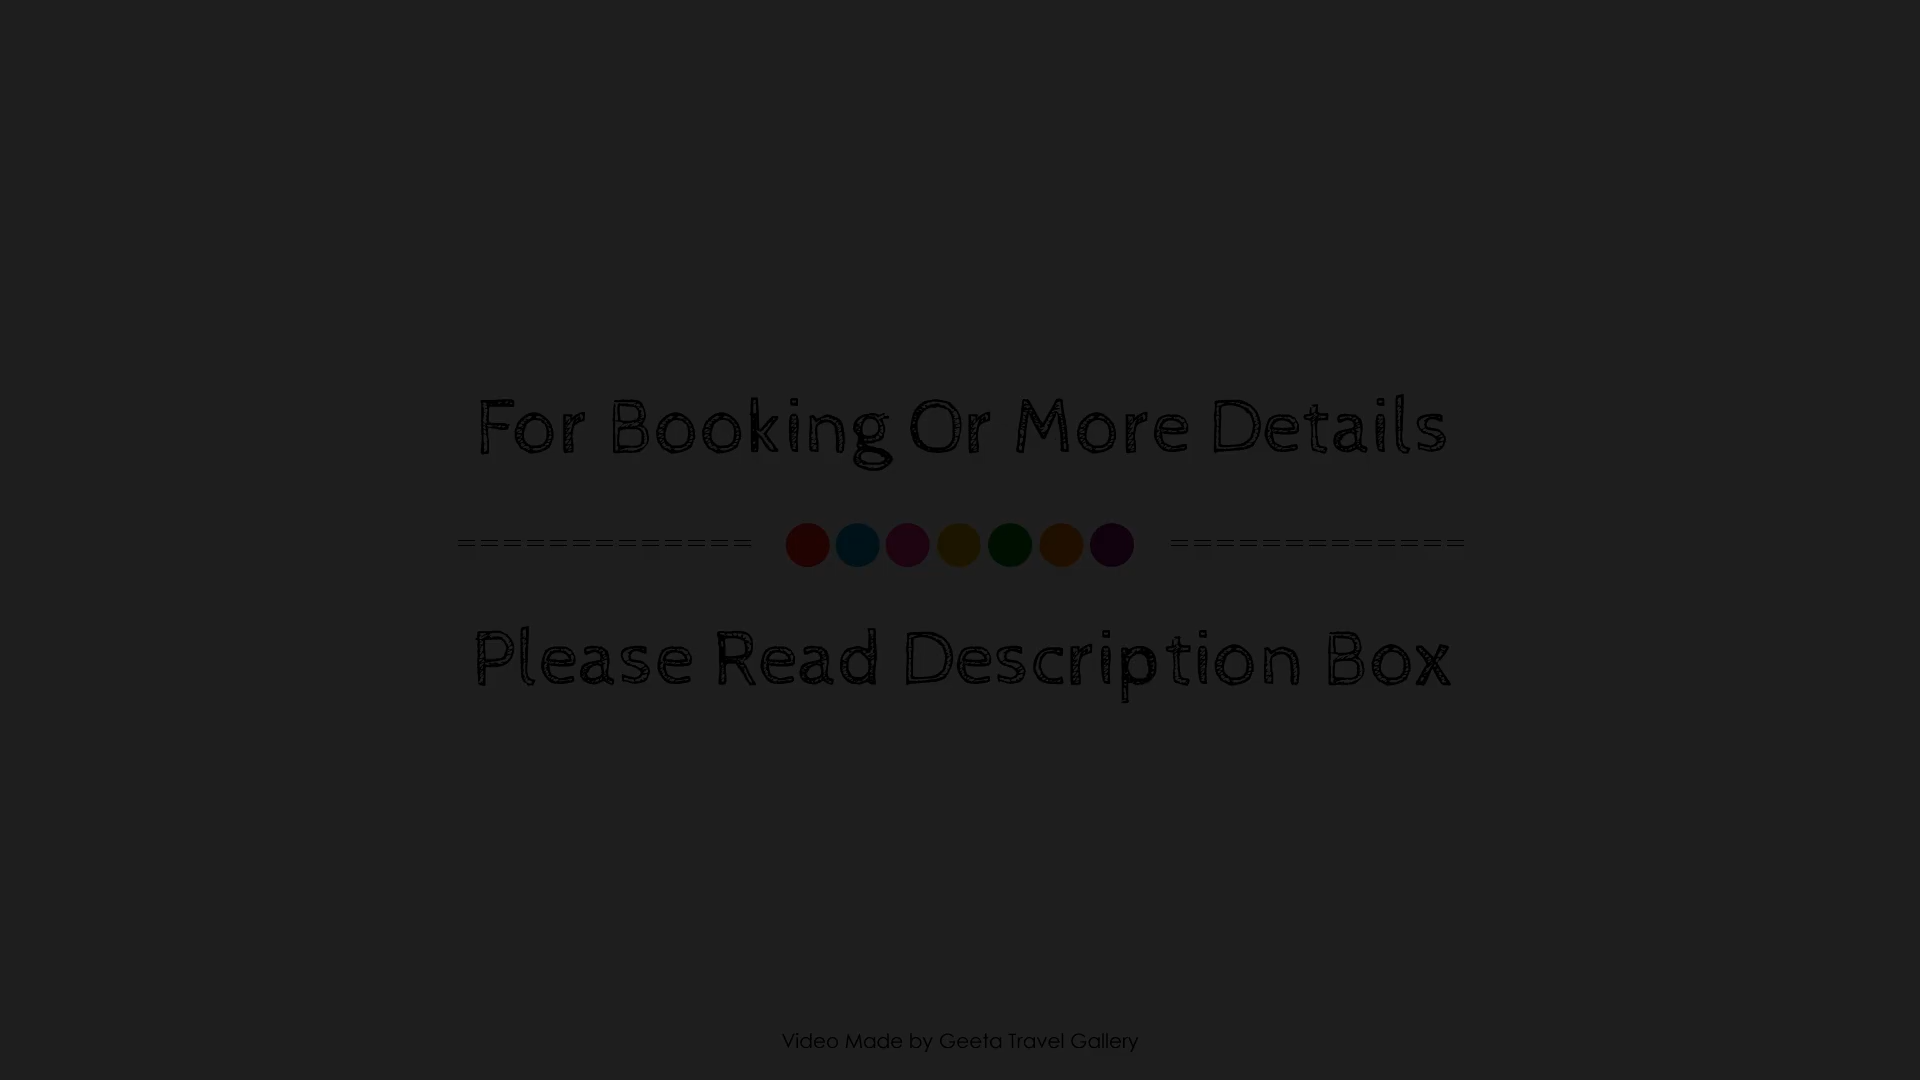 For Booking Or More Details
============= =============
Please Read Description Box
Video Made by Geeta Travel Gallery